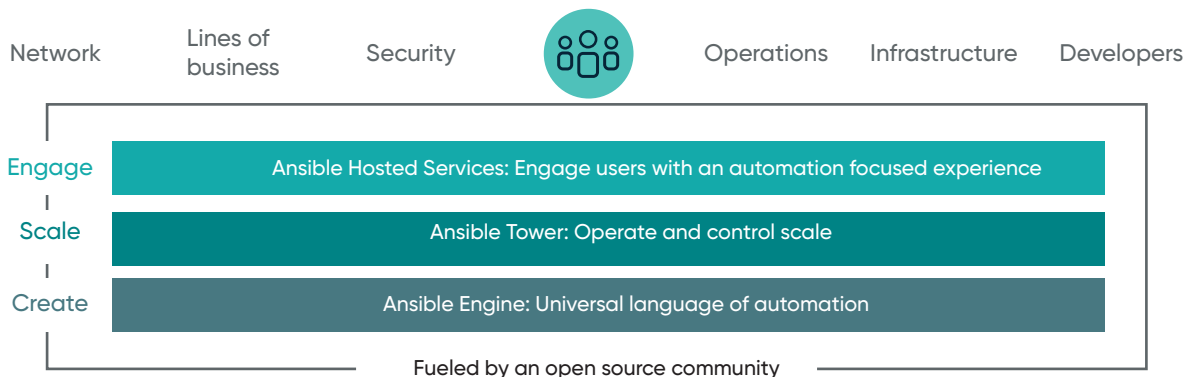 Network
Lines of
business
Security
Operations
Infrastructure
Developers
Engage
Ansible Hosted Services: Engage users with an automation focused experience
Scale
Ansible Tower: Operate and control scale
Create
Ansible Engine: Universal language of automation
Fueled by an open source community